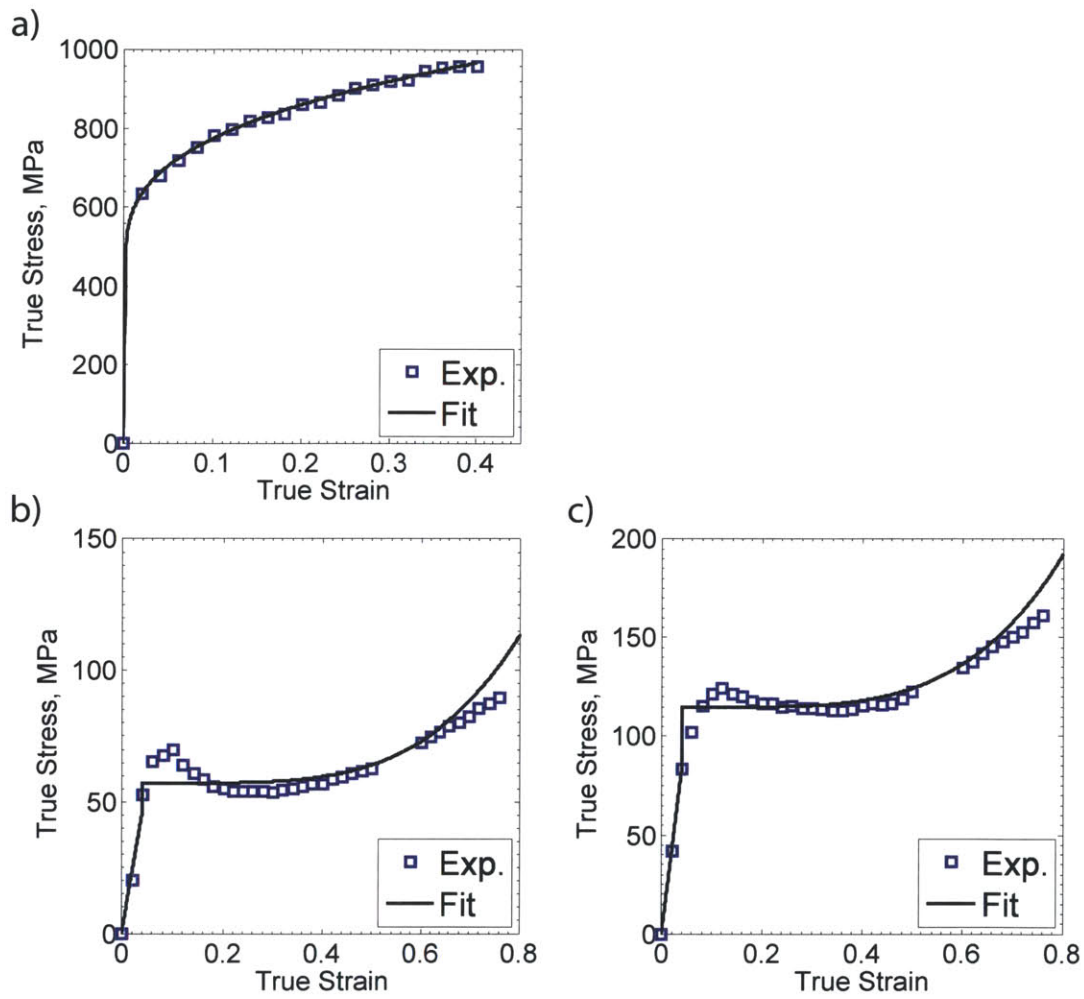 a)
1000
800
600
400
200
0
True Stress, MPa
Exp.
Fit
0 0.1 0.2 0.3 0.4
True Strain
b)
150
100
50
0
True Stress, MPa
Exp.
Fit
0 0.2 0.4 0.6 0.8
True Strain
c)
200
150
100
50
0
True Stress, MPa
Exp.
Fit
0 0.2 0.4 0.6 0.8
True Strain